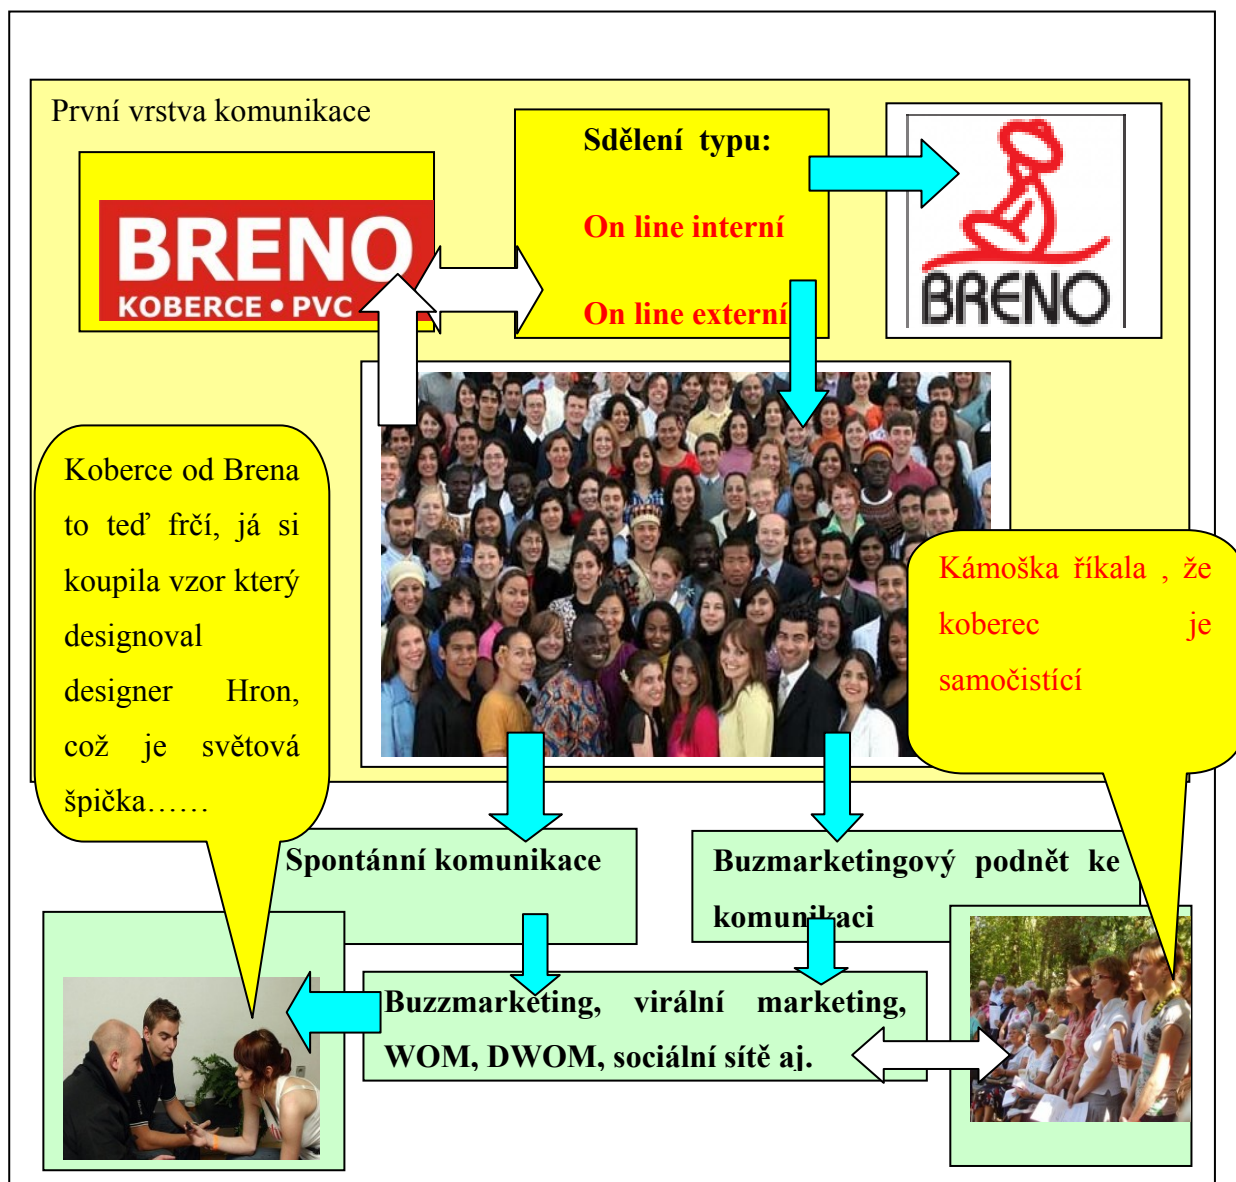 První vrstva komunikace
Sdělení typu:
On line interní
On line externí
BRENO
KOBERCE • PVC
BRENO
Koberce od Brena
to teď frčí, já si
koupila vzor který
designoval
designer Hron,
což je světová
špička……
Kámoška říkala , že
koberec je
samočistící
Spontánní komunikace
Buzmarketingový podnět ke
komunikaci
Buzzmarketing, virální marketing,
WOM, DWOM, sociální sítě aj.